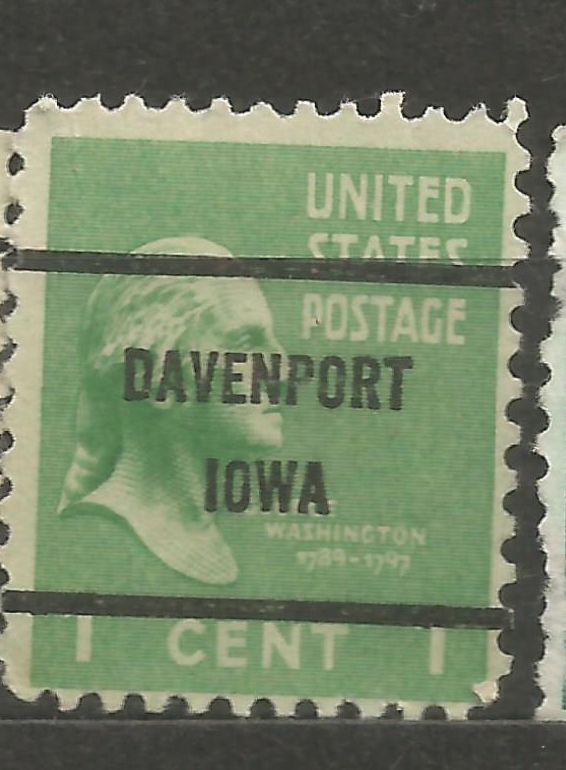 UNITED
STATES
POSTAGE
DAVENPORT
IOWA
WASHINGTON
1789-1797
1 CENT 1